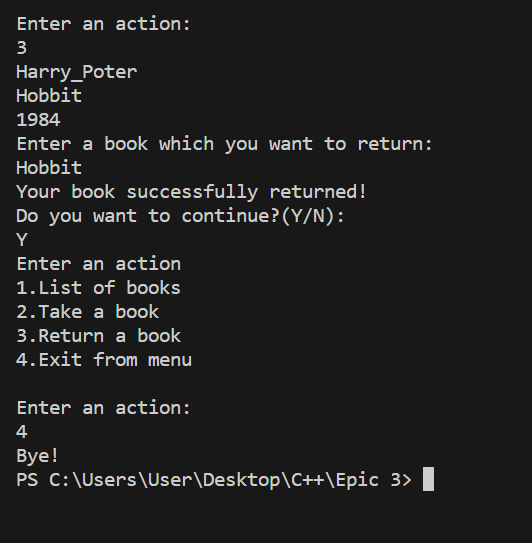 Enter an action:
3
Harry_Poter
Hobbit
1984
Enter a book which you want to return:
Hobbit
Your book successfully returned!
Do you want to continue?(Y/N):
Y
Enter an action
1.List of books
2.Take a book
3.Return a book
4.Exit from menu
Enter an action:
4
Bye!
PS C:\Users\User\Desktop\C++\Epic 3>